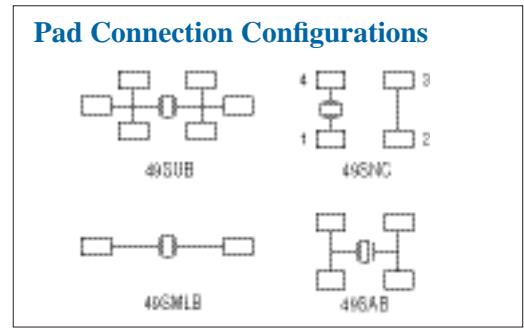 Pad Connection Configurations
4 3
1 2
49SUB 49SNC
49SMLB 49SAB